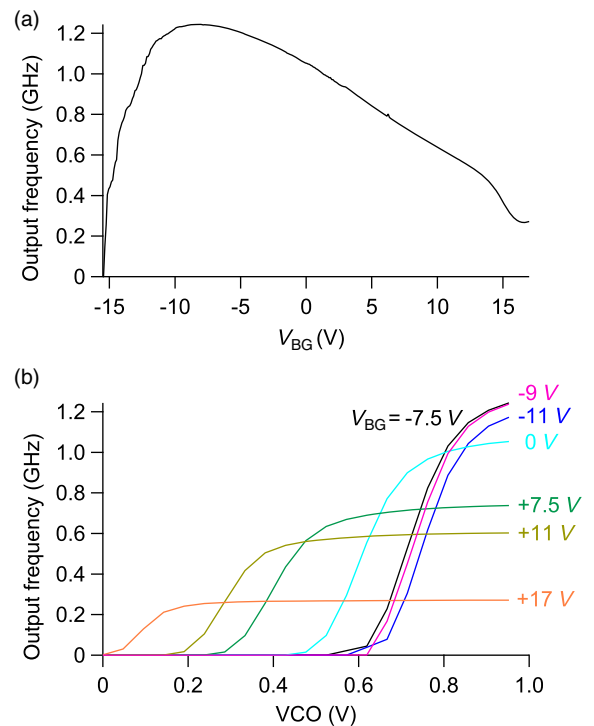 (a)
Output frequency (GHz)
1.2
1.0
0.8
0.6
0.4
0.2
0
-15 -10 -5 0 5 10 15
VBG (V)
(b)
Output frequency (GHz)
1.2
1.0
0.8
0.6
0.4
0.2
0
VBG = -7.5 V
-9 V
-11 V
0 V
+7.5 V
+11 V
+17 V
0 0.2 0.4 0.6 0.8 1.0
VCO (V)